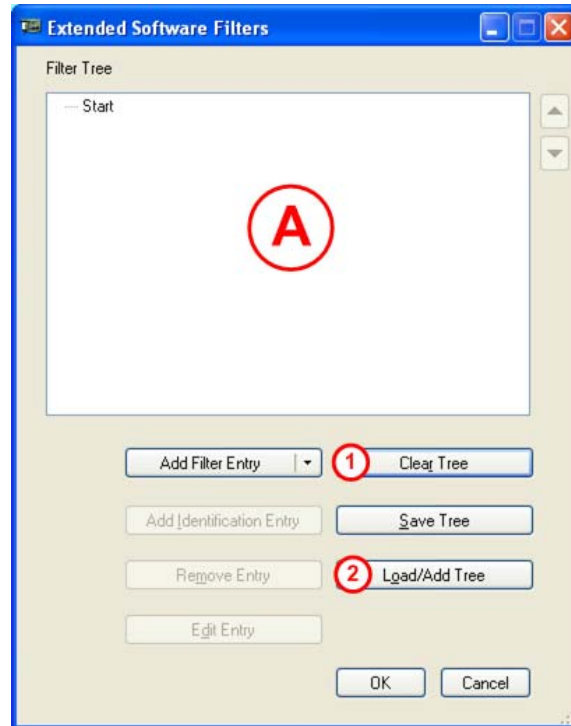 Extended Software Filters
Filter Tree
Start
A
Add Filter Entry
1 Clear Tree
Add Identification Entry
Save Tree
Remove Entry
2 Load/Add Tree
Edit Entry
OK
Cancel